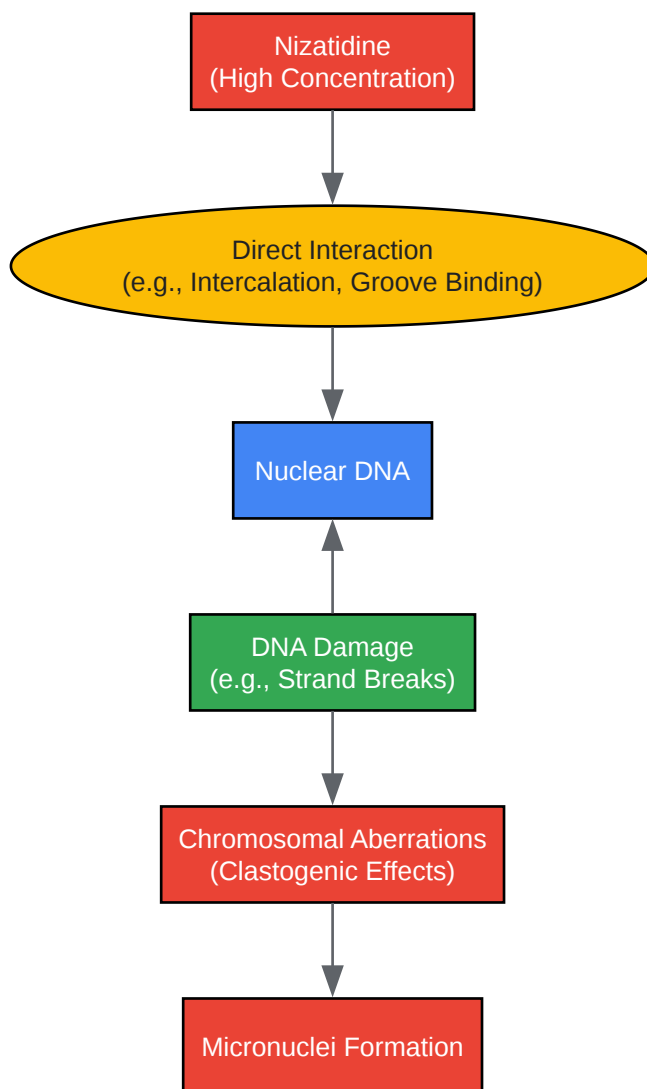 Nizatidine
(High Concentration)
Direct Interaction
(e.g., Intercalation, Groove Binding)
Nuclear DNA
DNA Damage
(e.g., Strand Breaks)
Chromosomal Aberrations
(Clastogenic Effects)
Micronuclei Formation